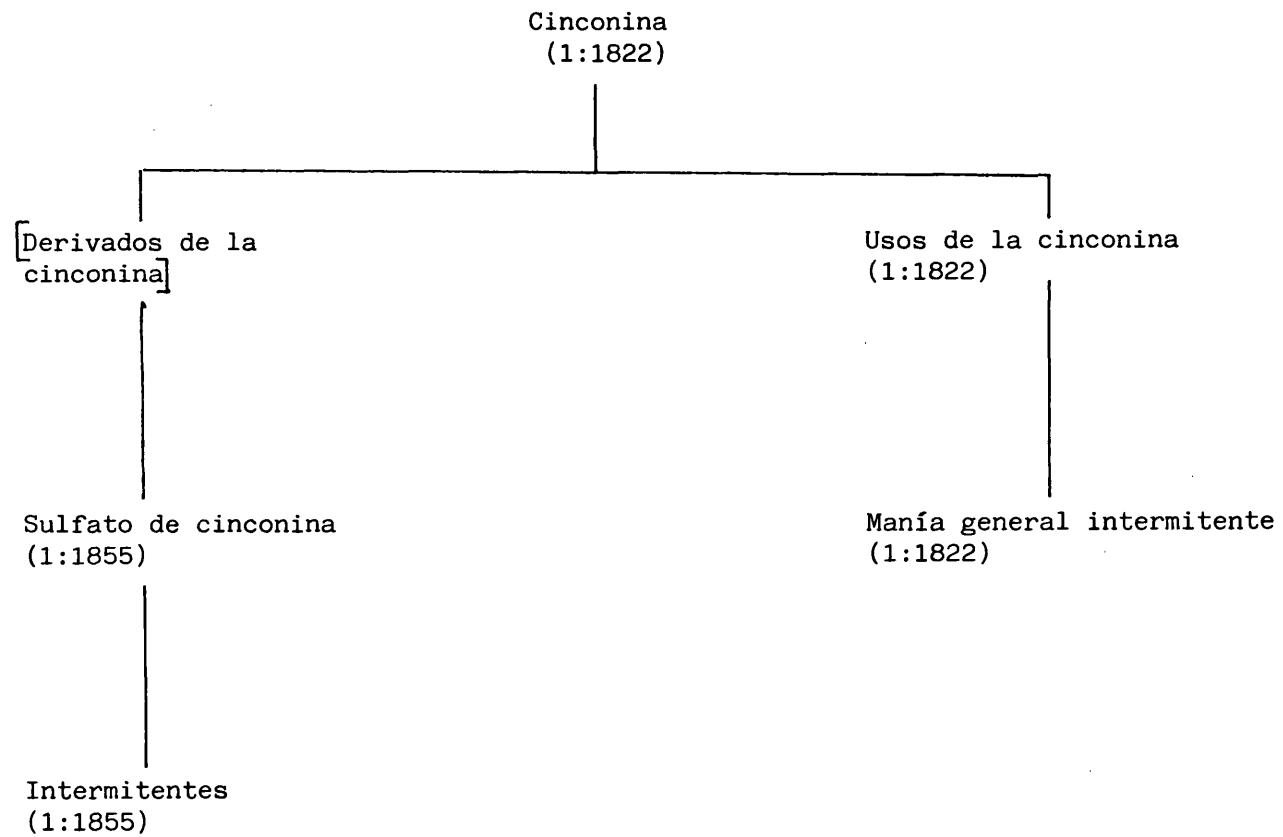 Cinconina
(1:1822)
[Derivados de la
cinconina]
Usos de la cinconina
(1:1822)
Sulfato de cinconina
(1:1855)
Manía general intermitente
(1:1822)
Intermitentes
(1:1855)